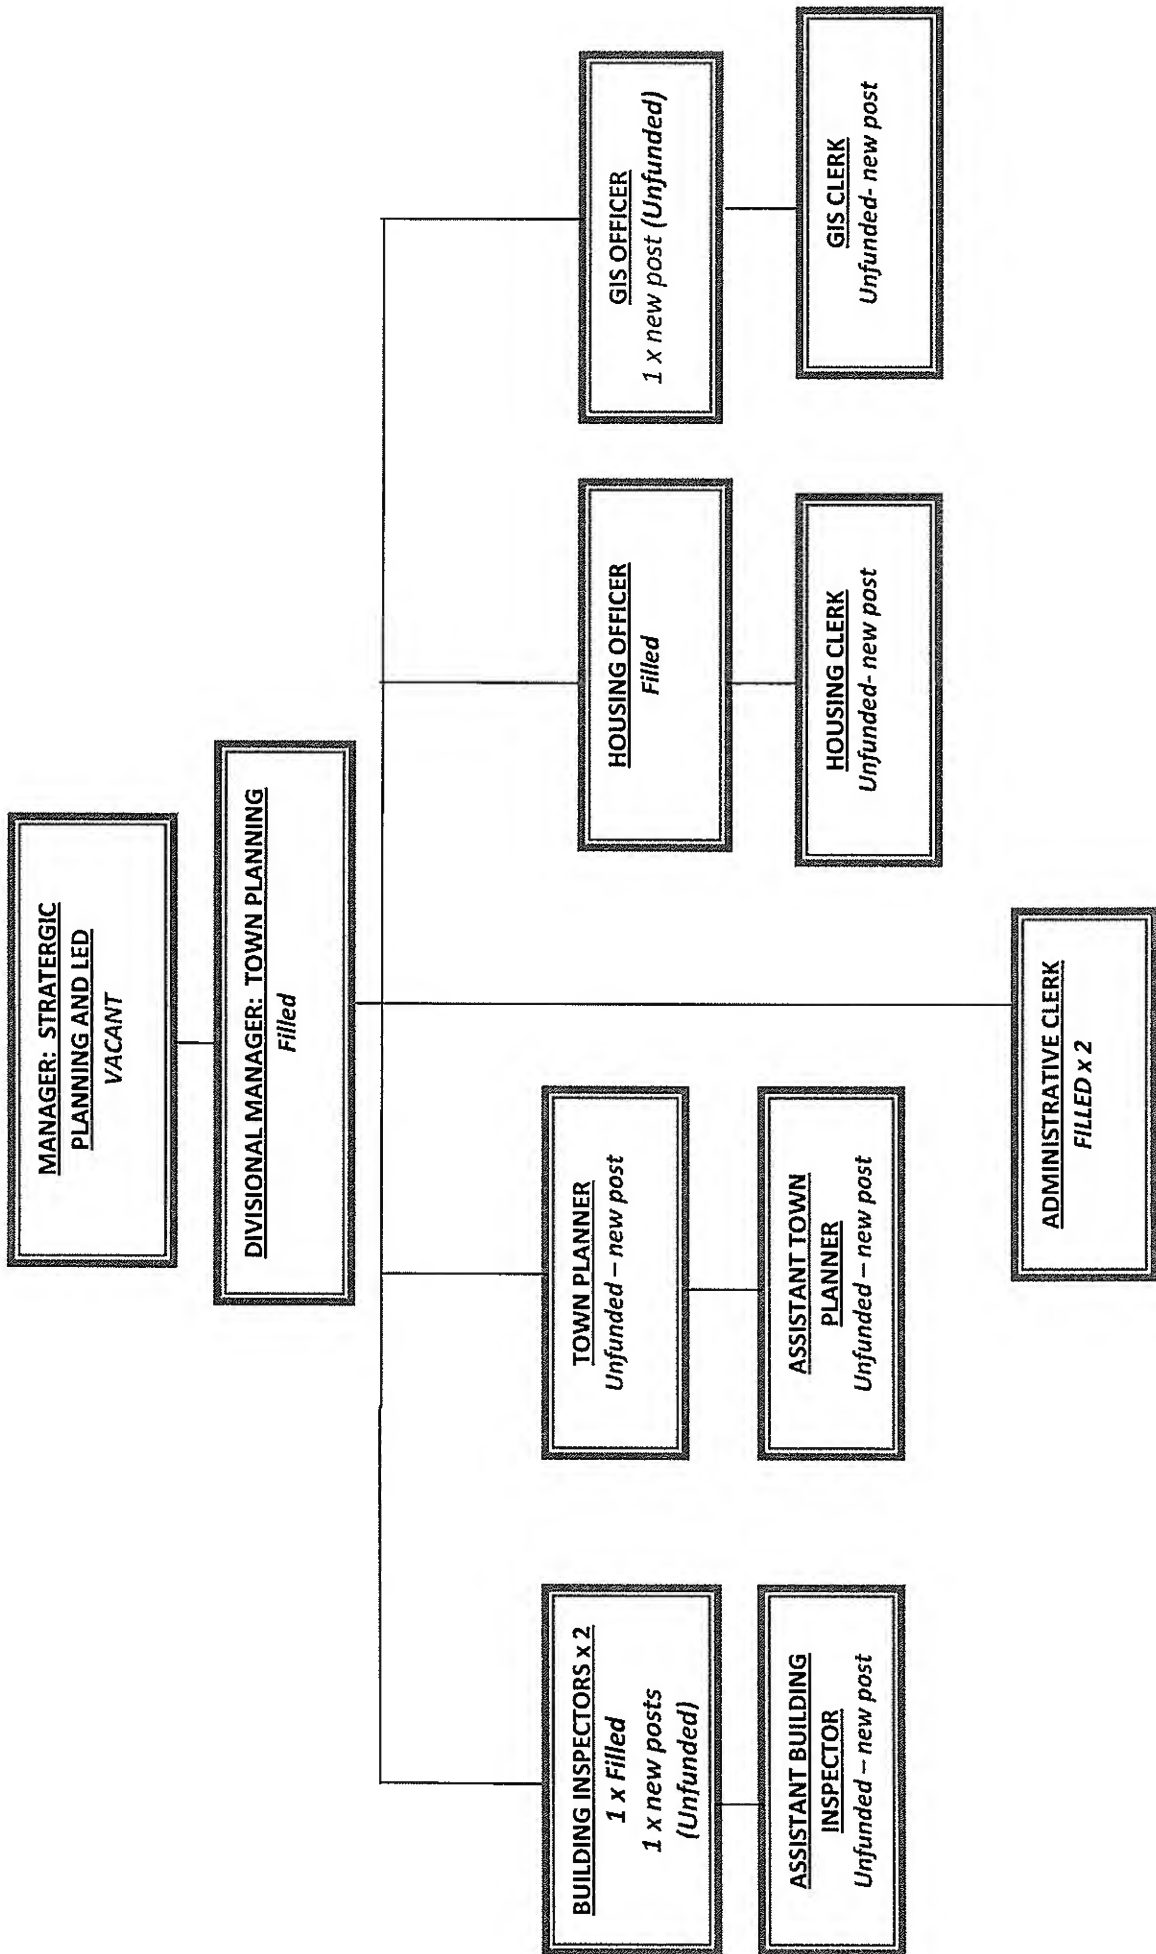 MANAGER: STRATERGIC
PLANNING AND LED
VACANT
DIVISIONAL MANAGER: TOWN PLANNING
Filled
BUILDING INSPECTORS x 2
1 x Filled
1 x new posts
(Unfunded)
TOWN PLANNER
Unfunded – new post
HOUSING OFFICER
Filled
GIS OFFICER
1 x new post (Unfunded)
ASSISTANT BUILDING
INSPECTOR
Unfunded – new post
ASSISTANT TOWN
PLANNER
Unfunded – new post
HOUSING CLERK
Unfunded- new post
GIS CLERK
Unfunded- new post
ADMINISTRATIVE CLERK
FILLED x 2